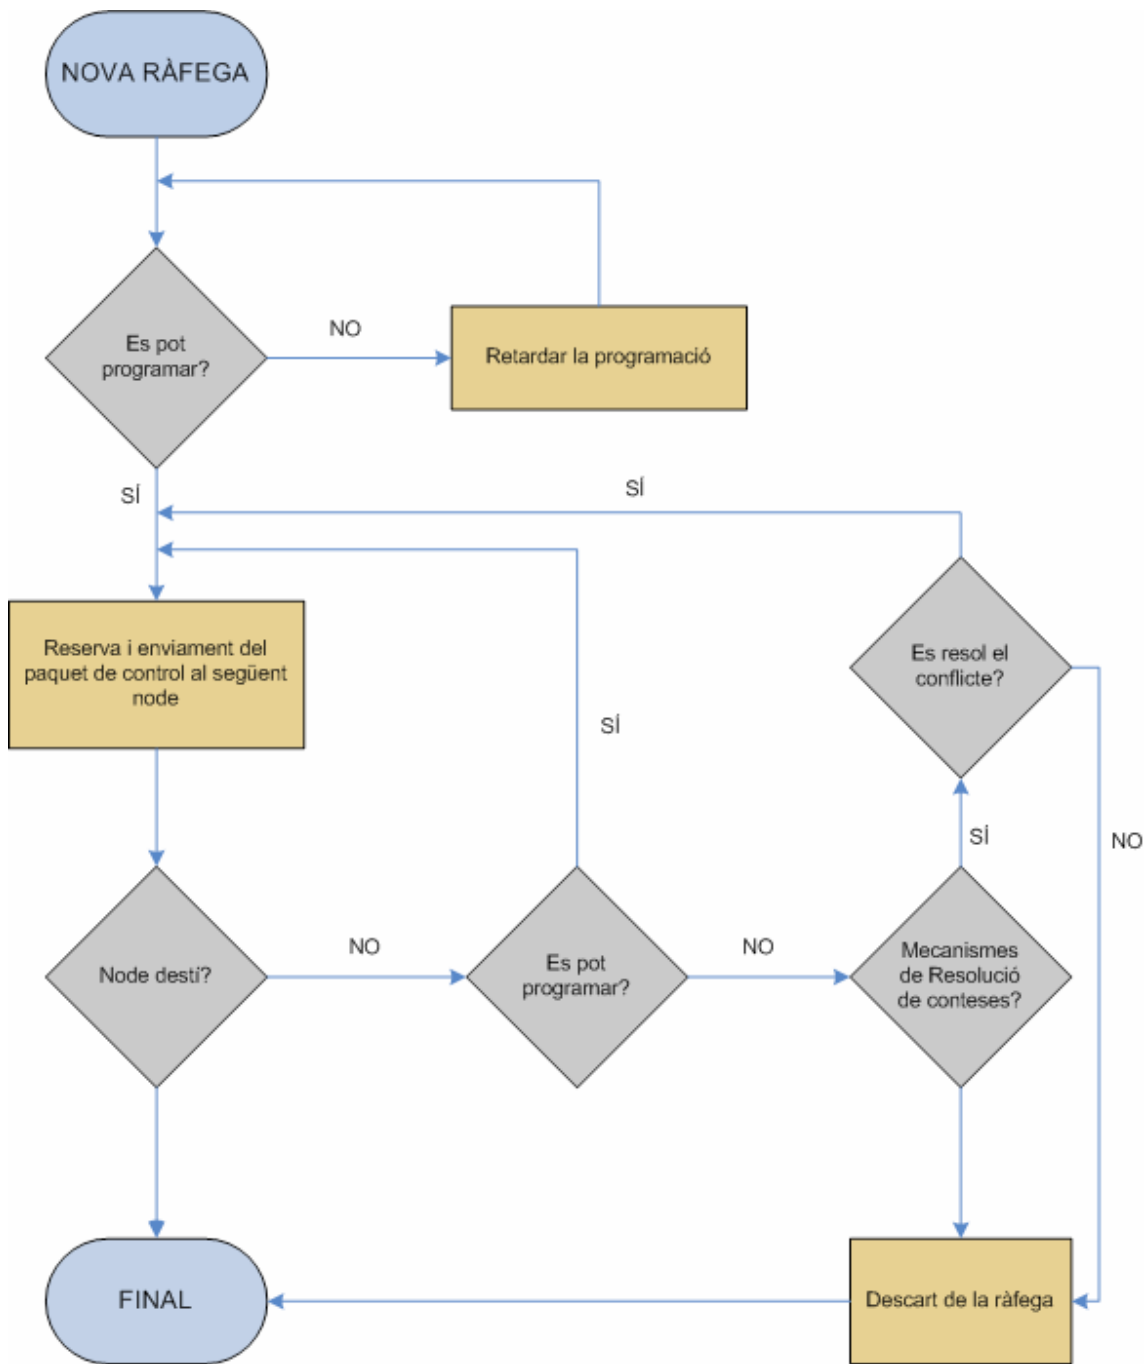 NOVA RÀFEGA
Es pot
programar?
NO
Retardar la programació
SÍ
SÍ
Reserva i enviament del
paquet de control al següent
node
Es resol el
conflicte?
SÍ
SÍ
NO
Node destí?
NO
Es pot
programar?
NO
Mecanismes
de Resolució
de conteses?
FINAL
Descart de la ràfega